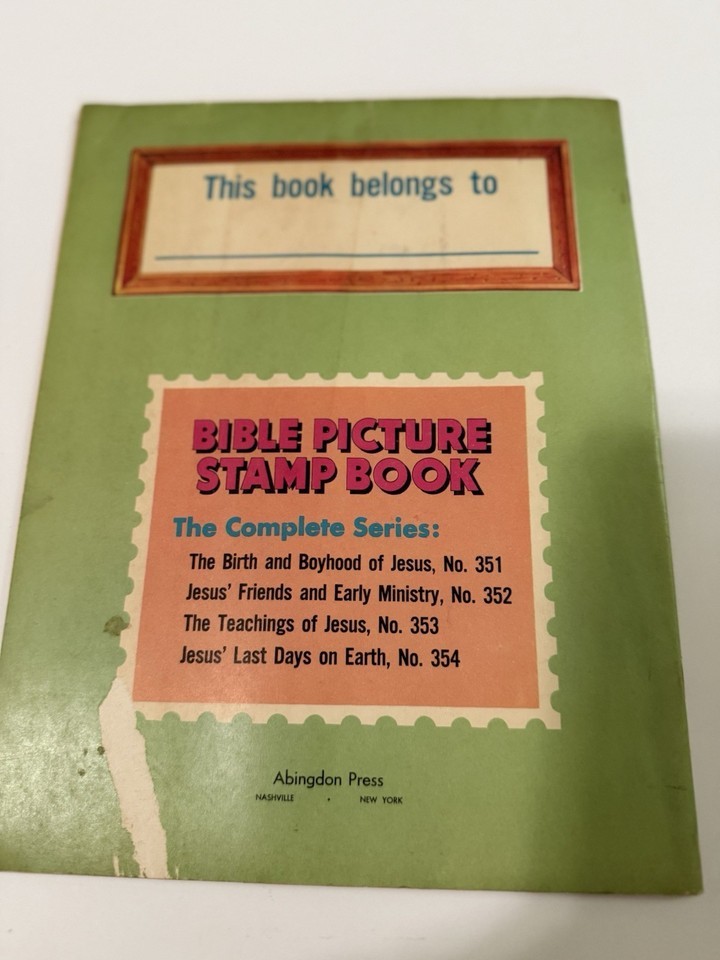 This book belongs to
BIBLE PICTURE
STAMP BOOK
The Complete Series:
The Birth and Boyhood of Jesus, No. 351
Jesus' Friends and Early Ministry, No. 352
The Teachings of Jesus, No. 353
Jesus' Last Days on Earth, No. 354
Abingdon Press
NASHVILLE • NEW YORK